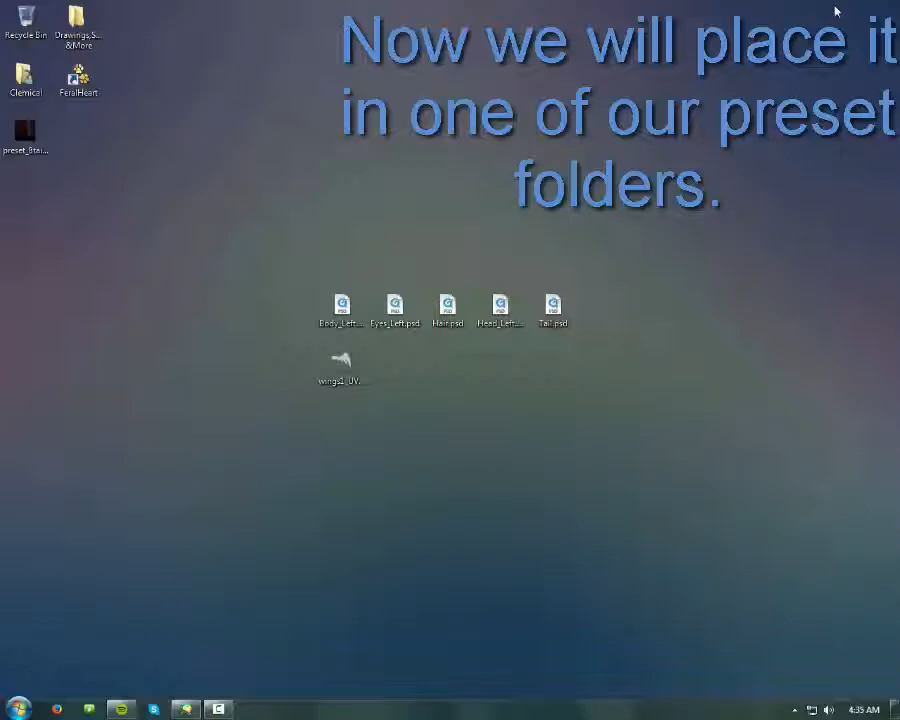 Now we will place it
in one of our preset
folders.
Recycle Bin
Drawings,S...
&More
Clemical
FeralHeart
preset_Btai...
Body_Left....
Eyes_Left.psd
Hair.psd
Head_Left....
Tail.psd
wings1_UV...
4:35 AM